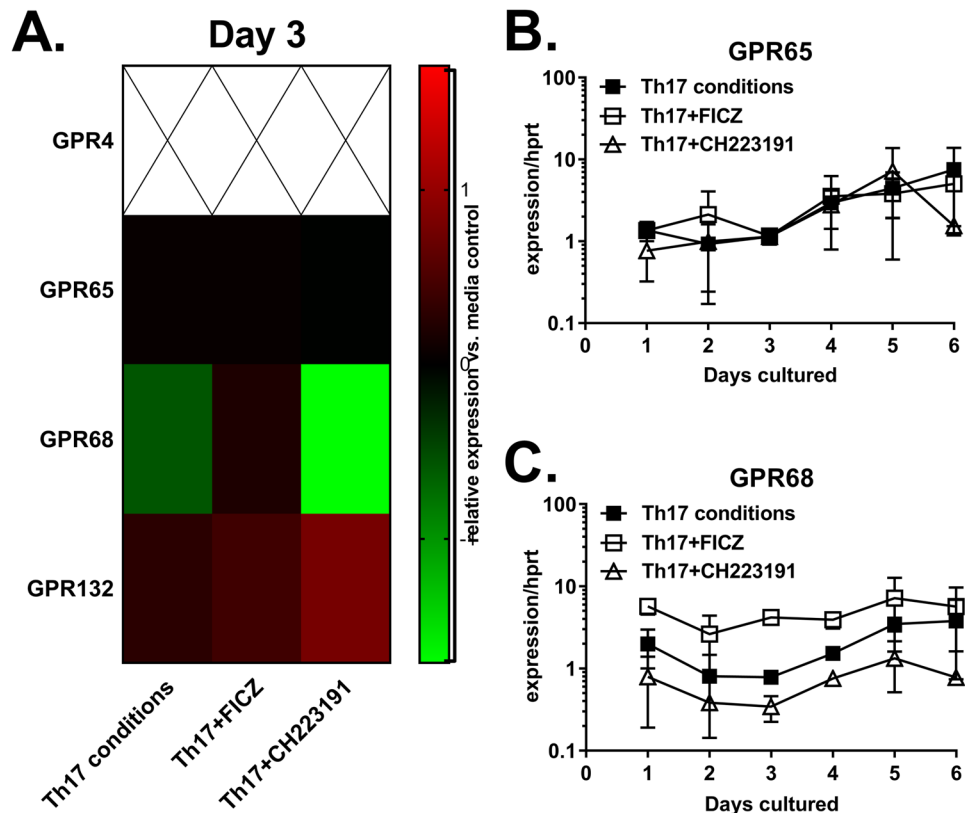 A.
Day 3
GPR4
GPR65
GPR68
GPR132
Th17 conditions
Th17+FICZ
Th17+CH223191
1
0
-
relative expression vs. media control
B.
GPR65
Th17 conditions
Th17+FICZ
Th17+CH223191
expression/hprt
100
10
1
0.1
0 1 2 3 4 5 6
Days cultured
C.
GPR68
Th17 conditions
Th17+FICZ
Th17+CH223191
expression/hprt
100
10
1
0.1
0 1 2 3 4 5 6
Days cultured